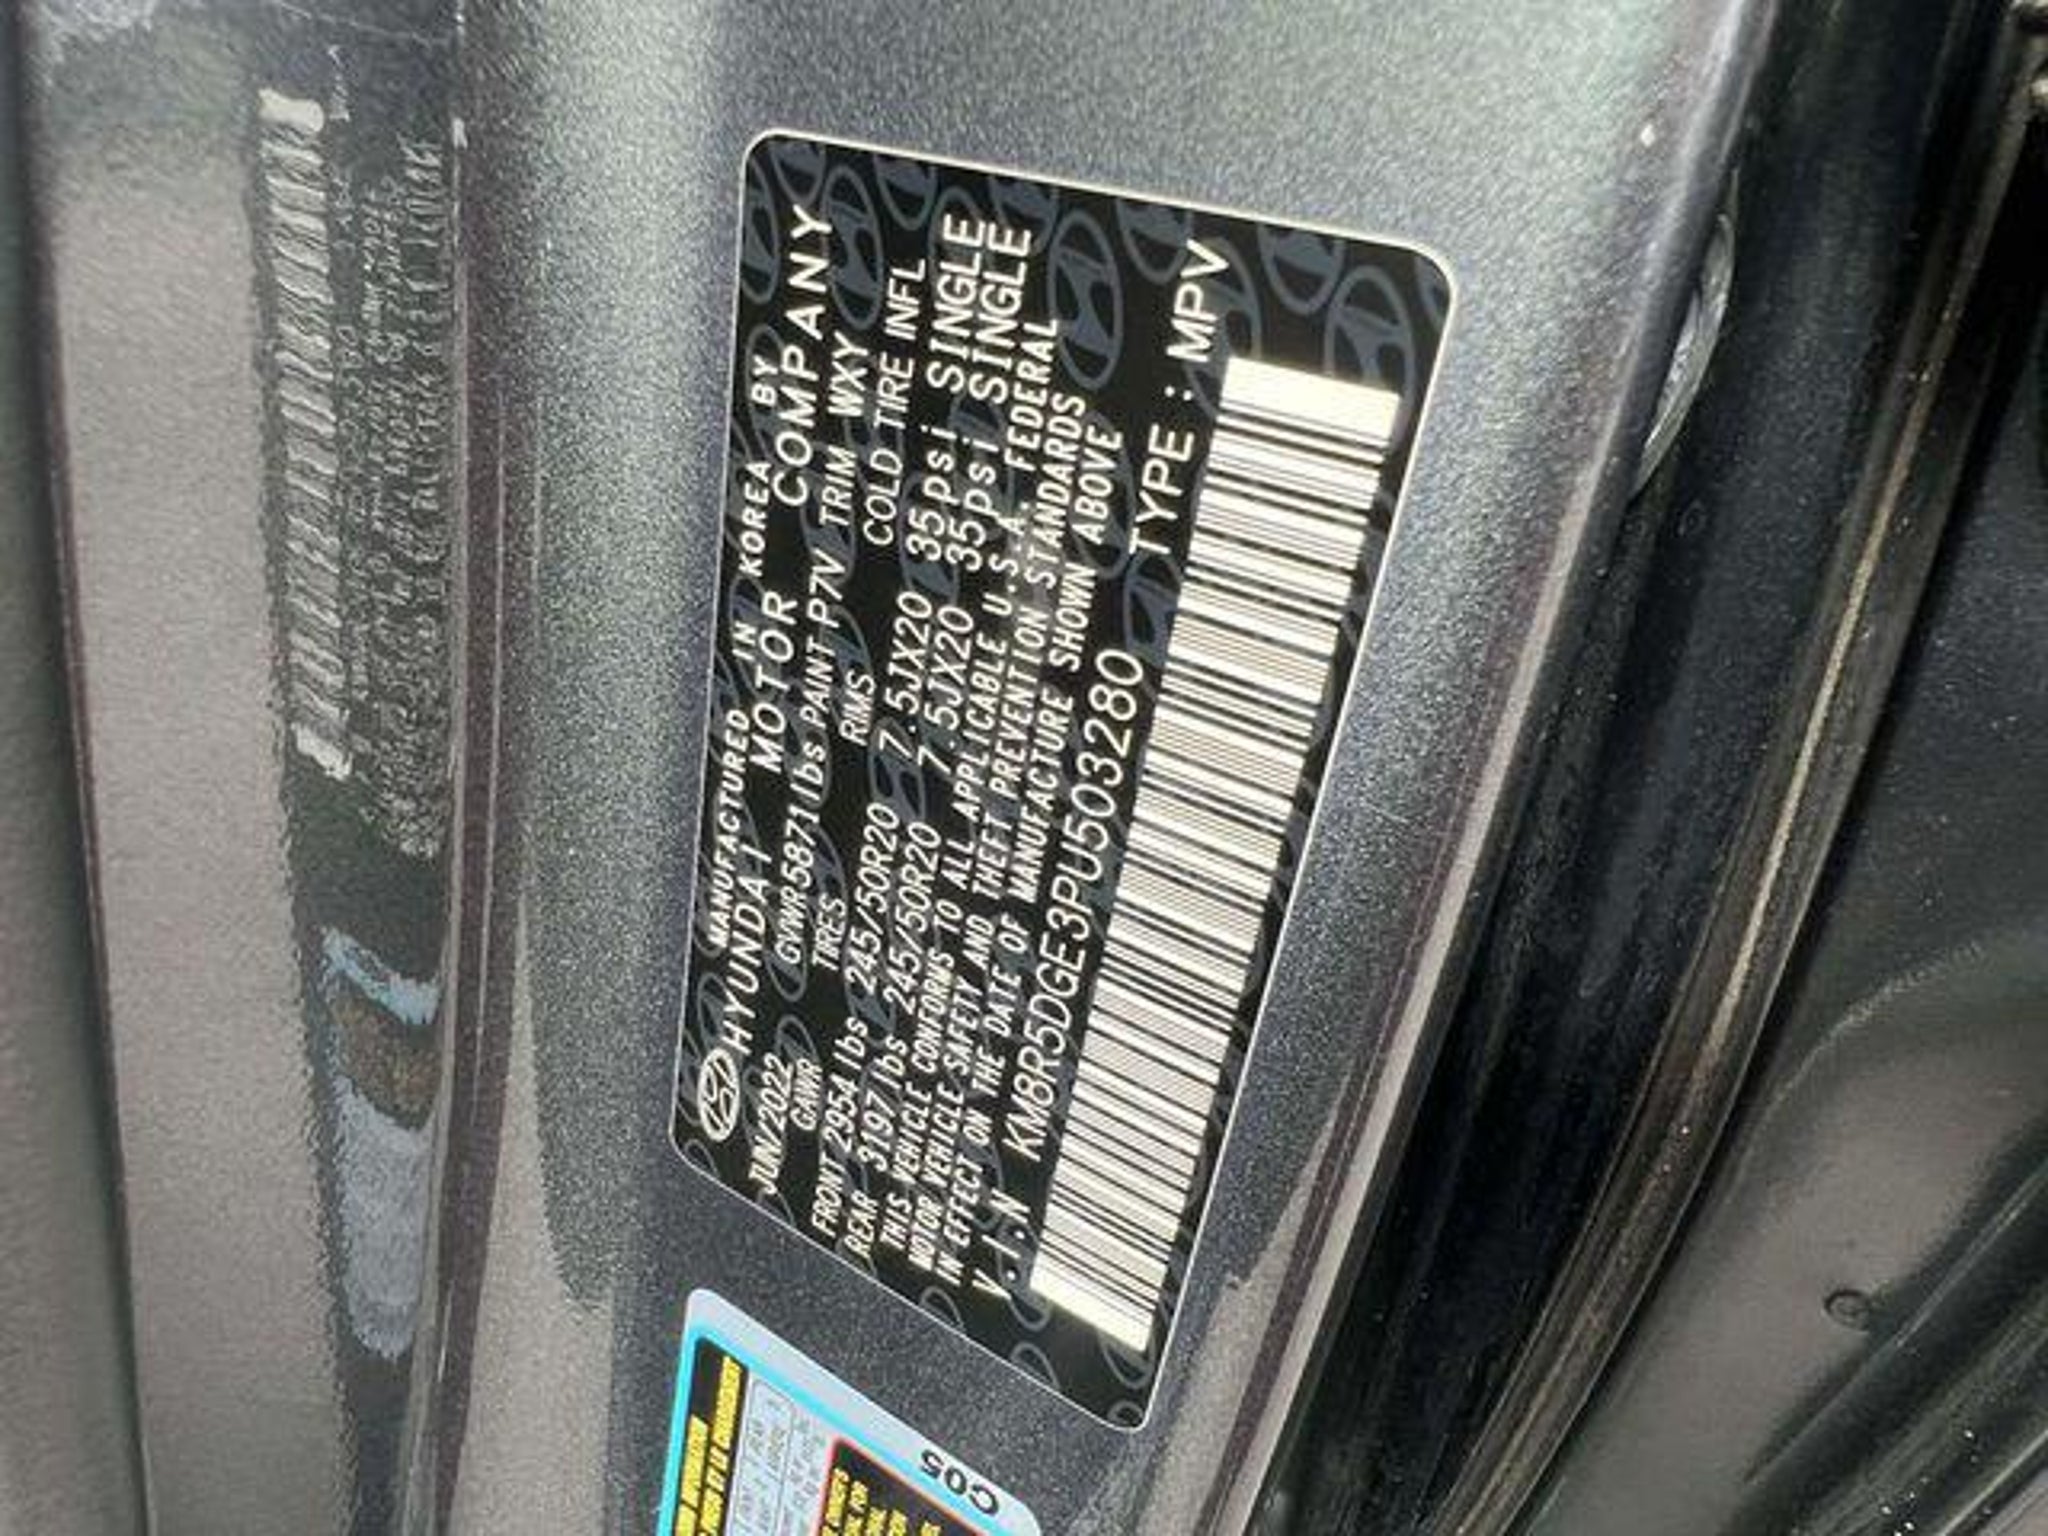 MANUFACTURED IN KOREA BY
HYUNDAI MOTOR COMPANY
JUN/2022 GVWR5871lbs PAINT P7V TRIM WXY
GAWR TIRES RIMS COLD TIRE INFL
FRONT 2954 lbs 245/50R20 7.5JX20 35psi SINGLE
REAR 3197 lbs 245/50R20 7.5JX20 35psi SINGLE
THIS VEHICLE CONFORMS TO ALL APPLICABLE U.S.A. FEDERAL
MOTOR VEHICLE SAFETY AND THEFT PREVENTION STANDARDS
IN EFFECT ON THE DATE OF MANUFACTURE SHOWN ABOVE
V.I.N KM8R5DGE3PU503280 TYPE : MPV
C05